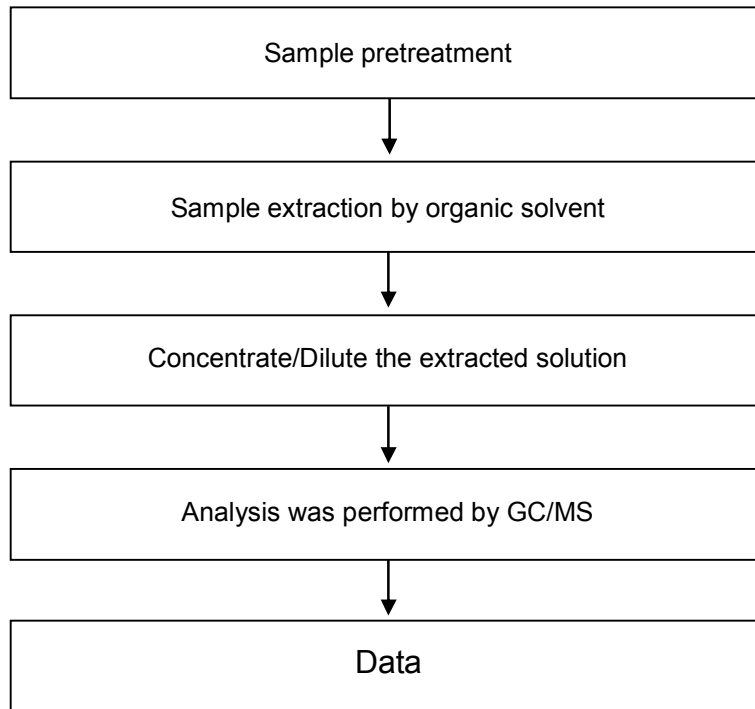 Sample pretreatment
Sample extraction by organic solvent
Concentrate/Dilute the extracted solution
Analysis was performed by GC/MS
Data